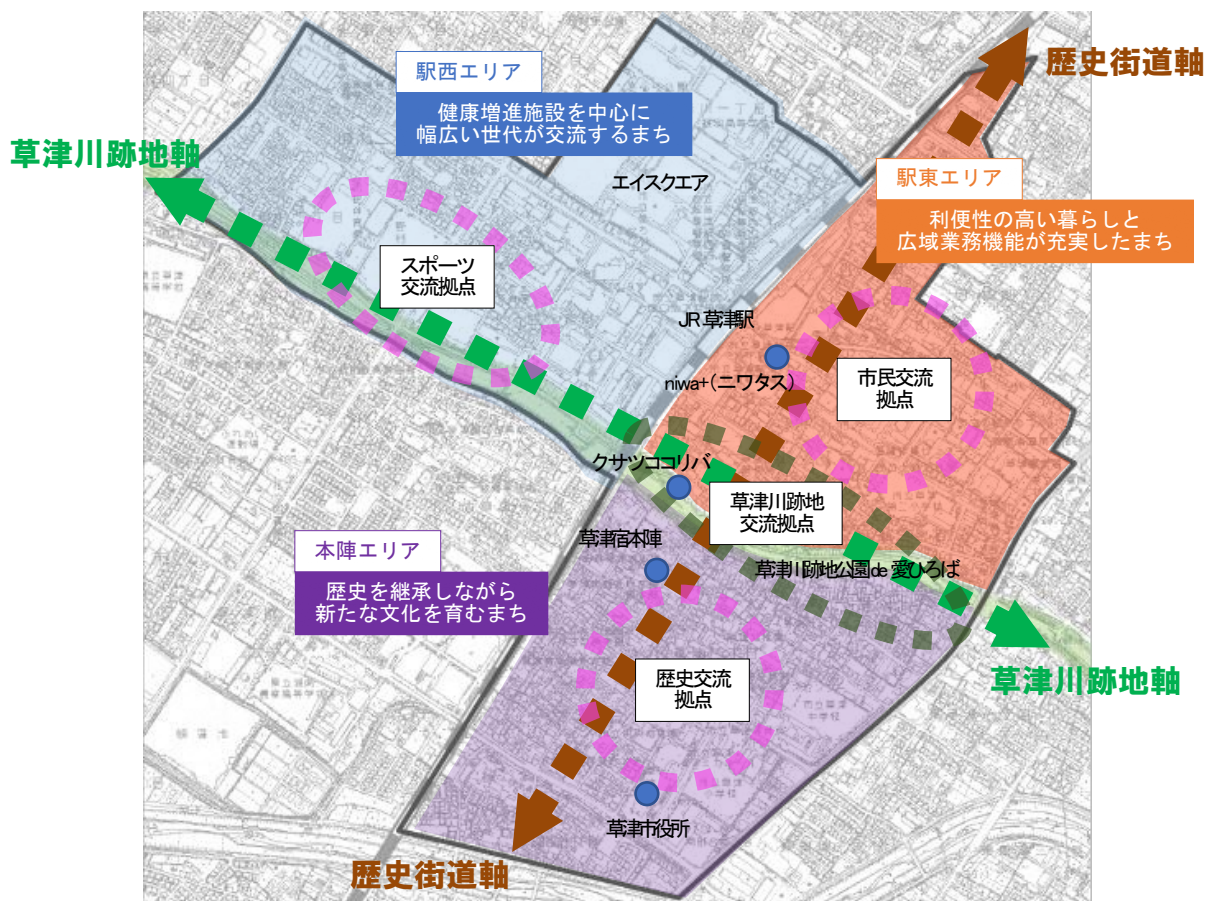 歴史街道軸
駅西エリア
健康増進施設を中心に
幅広い世代が交流するまち
草津川跡地軸
エイスクエア
駅東エリア
利便性の高い暮らしと
広域業務機能が充実したまち
スポーツ
交流拠点
JR草津駅
niwa+(ニワタス)
市民交流
拠点
クサツココリバ
草津川跡地
交流拠点
草津宿本陣
本陣エリア
歴史を継承しながら
新たな文化を育むまち
草津川跡地公園de愛ひろば
歴史交流
拠点
草津川跡地軸
草津市役所
歴史街道軸